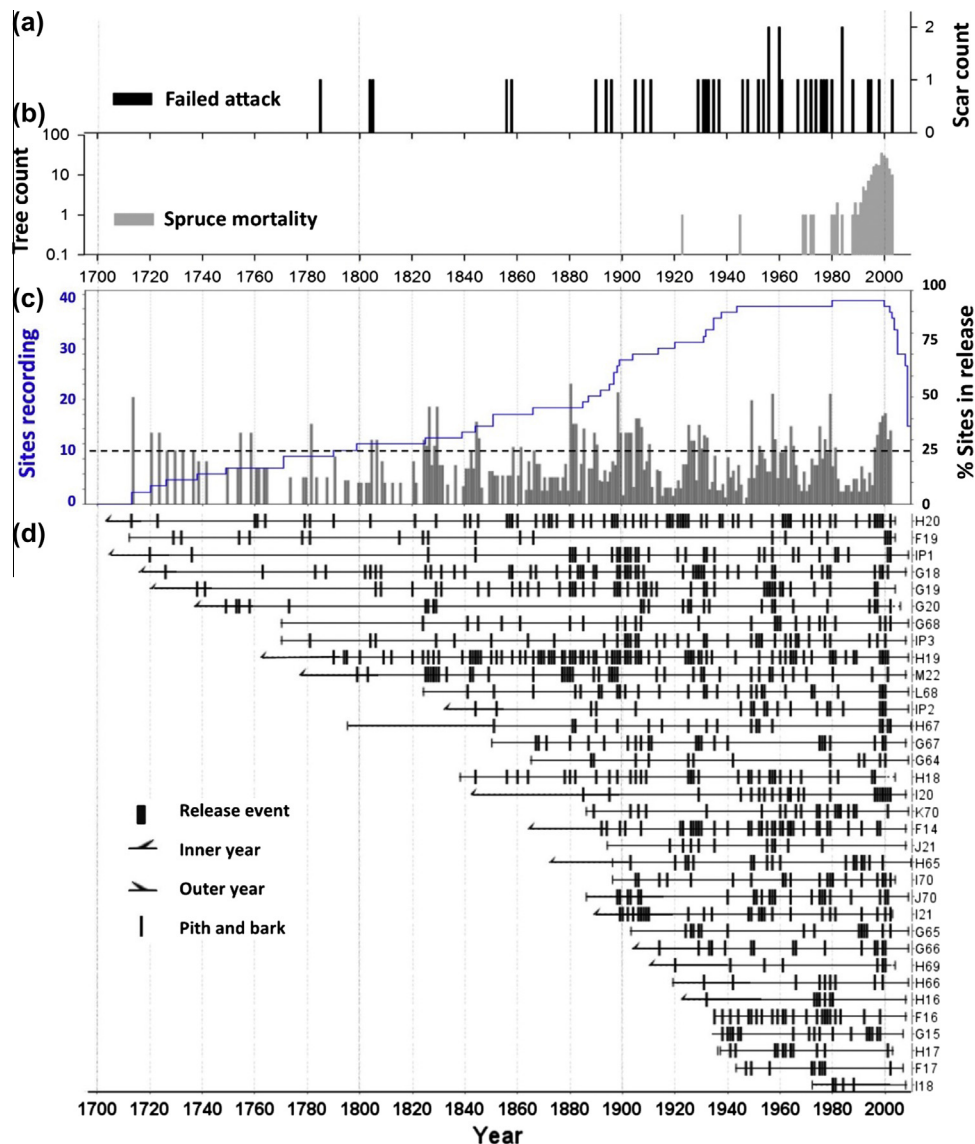 (a)
2
1
0
Scar count
Failed attack
(b)
100
10
1
0.1
Tree count
Spruce mortality
1700 1720 1740 1760 1780 1800 1820 1840 1860 1880 1900 1920 1940 1960 1980 2000
(c)
40
30
20
10
0
Sites recording
100
75
50
25
0
% Sites in release
(d)
H20
F19
IP1
G18
G19
G20
G68
IP3
H19
M22
L68
IP2
H67
G67
G64
H18
I20
K70
F14
J21
H65
I70
J70
I21
G65
G66
H69
H66
H16
F16
G15
H17
F17
I18
Release event
Inner year
Outer year
Pith and bark
1700 1720 1740 1760 1780 1800 1820 1840 1860 1880 1900 1920 1940 1960 1980 2000
Year